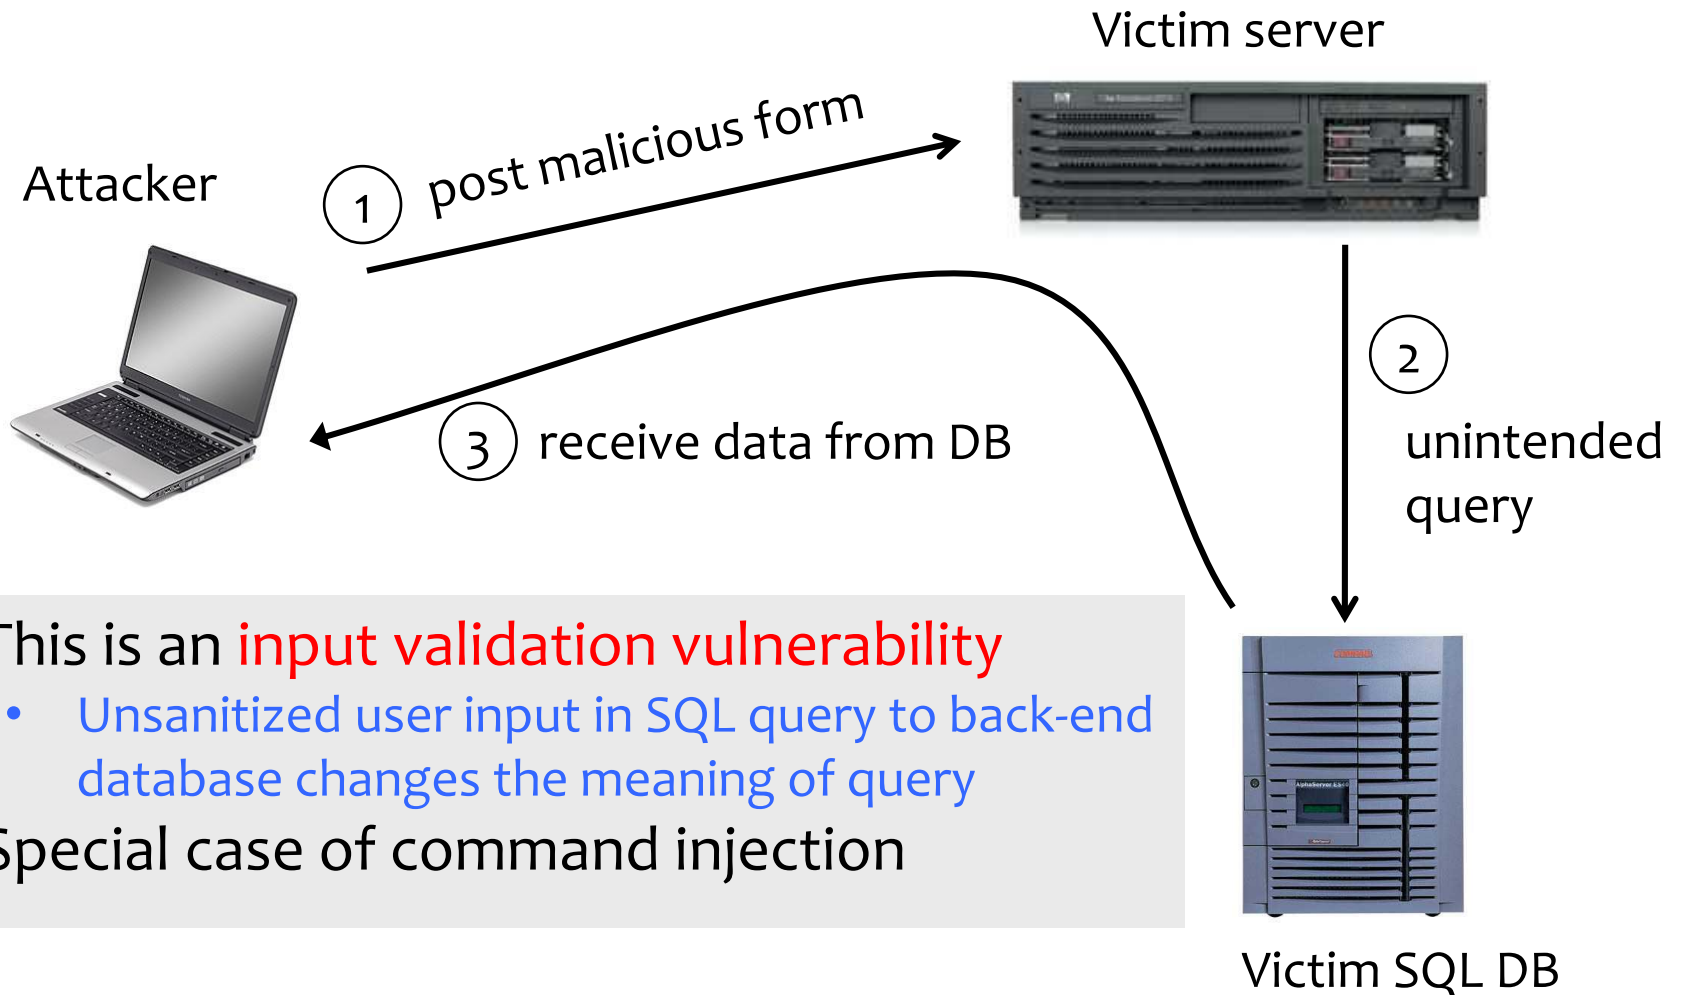 Victim server
Attacker
1 post malicious form
2
unintended
query
3 receive data from DB
This is an input validation vulnerability
• Unsanitized user input in SQL query to back-end
database changes the meaning of query
Special case of command injection
Victim SQL DB